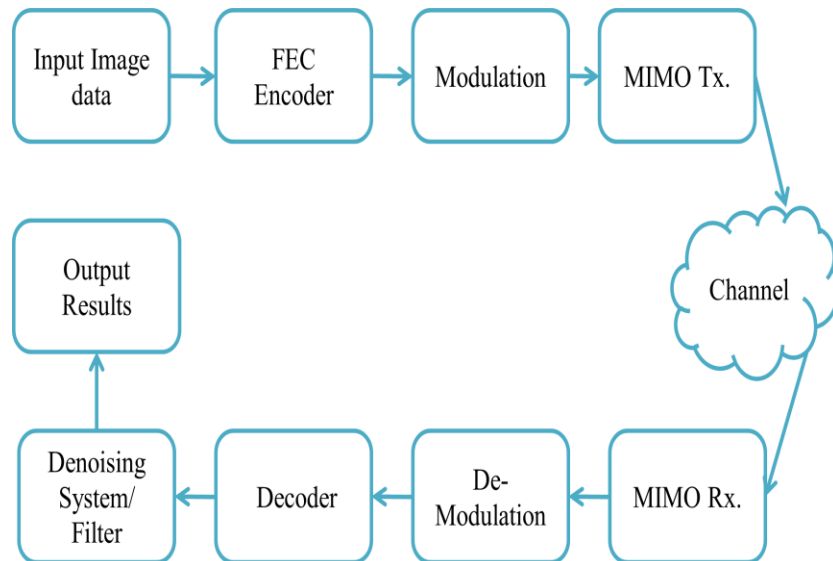 Input Image
data
FEC
Encoder
Modulation
MIMO Tx.
Channel
MIMO Rx.
De-
Modulation
Decoder
Denoising
System/
Filter
Output
Results